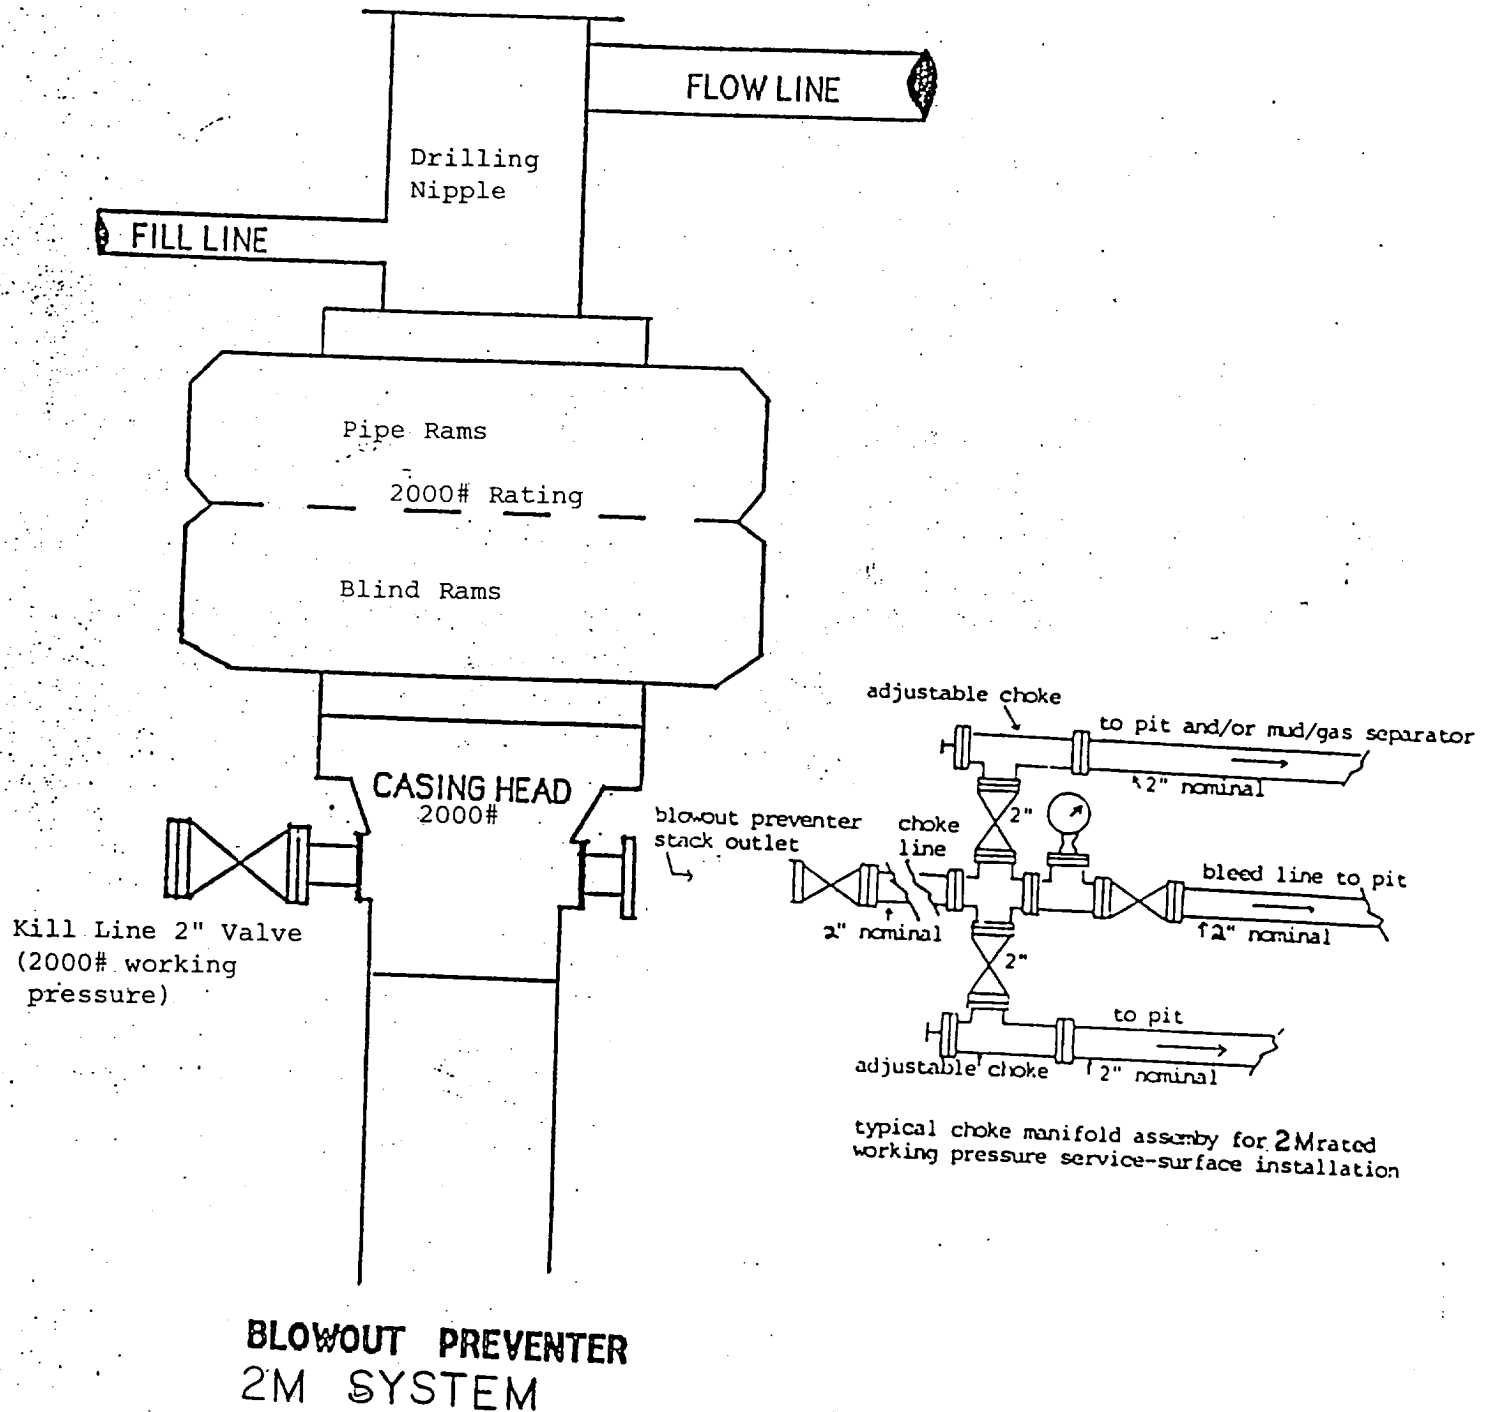 FLOW LINE
Drilling
Nipple
FILL LINE
Pipe Rams
2000# Rating
Blind Rams
CASING HEAD
2000#
Kill Line 2" Valve
(2000# working
pressure)
blowout preventer
stack outlet
choke
line
2" nominal
adjustable choke
to pit and/or mud/gas separator
2" nominal
2"
bleed line to pit
2" nominal
2"
to pit
adjustable choke
2" nominal
typical choke manifold assemby for 2M rated
working pressure service-surface installation
BLOWOUT PREVENTER
2M SYSTEM